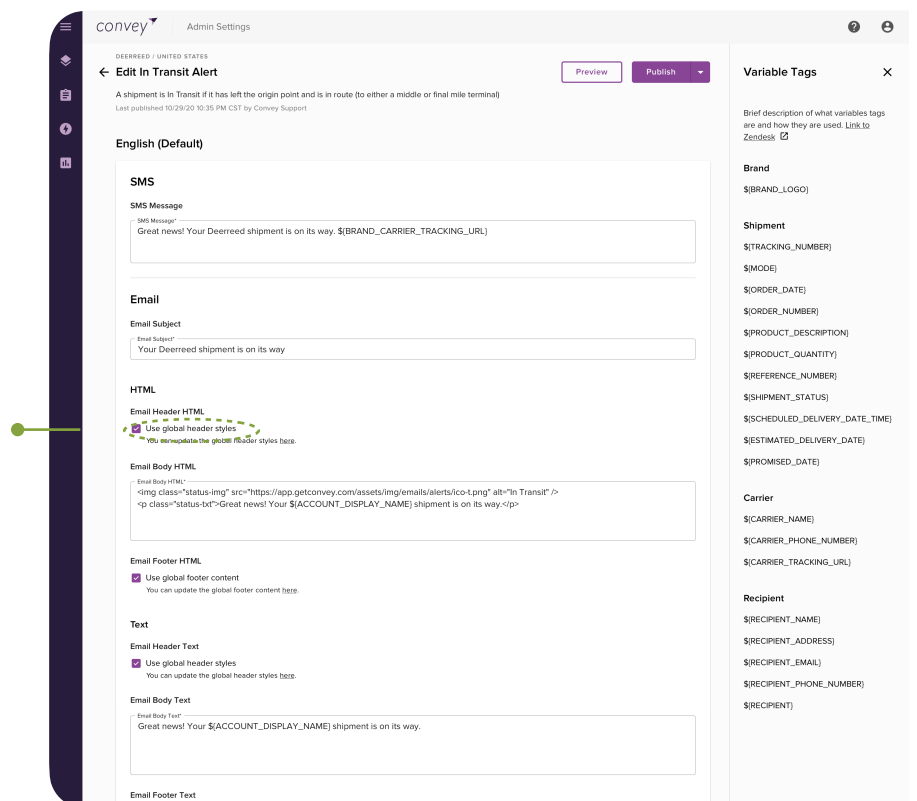 convey
Admin Settings
DEERREED / UNITED STATES
Edit In Transit Alert
Preview
Publish
A shipment is In Transit if it has left the origin point and is in route (to either a middle or final mile terminal)
Last published 10/29/20 10:35 PM CST by Convey Support
English (Default)
SMS
SMS Message
SMS Message*
Great news! Your Deerreed shipment is on its way. ${BRAND_CARRIER_TRACKING_URL}
Email
Email Subject
Email Subject*
Your Deerreed shipment is on its way
HTML
Email Header HTML
Use global header styles
You can update the global header styles here.
Email Body HTML
Email Body HTML*
<img class="status-img" src="https://app.getconvey.com/assets/img/emails/alerts/ico-t.png" alt="In Transit" />
<p class="status-txt">Great news! Your ${ACCOUNT_DISPLAY_NAME} shipment is on its way.</p>
Email Footer HTML
Use global footer content
You can update the global footer content here.
Text
Email Header Text
Use global header styles
You can update the global header styles here.
Email Body Text
Email Body Text*
Great news! Your ${ACCOUNT_DISPLAY_NAME} shipment is on its way.
Email Footer Text
Variable Tags
Brief description of what variables tags
are and how they are used. Link to
Zendesk
Brand
${BRAND_LOGO}
Shipment
${TRACKING_NUMBER}
${MODE}
${ORDER_DATE}
${ORDER_NUMBER}
${PRODUCT_DESCRIPTION}
${PRODUCT_QUANTITY}
${REFERENCE_NUMBER}
${SHIPMENT_STATUS}
${SCHEDULED_DELIVERY_DATE_TIME}
${ESTIMATED_DELIVERY_DATE}
${PROMISED_DATE}
Carrier
${CARRIER_NAME}
${CARRIER_PHONE_NUMBER}
${CARRIER_TRACKING_URL}
Recipient
${RECIPIENT_NAME}
${RECIPIENT_ADDRESS}
${RECIPIENT_EMAIL}
${RECIPIENT_PHONE_NUMBER}
${RECIPIENT}